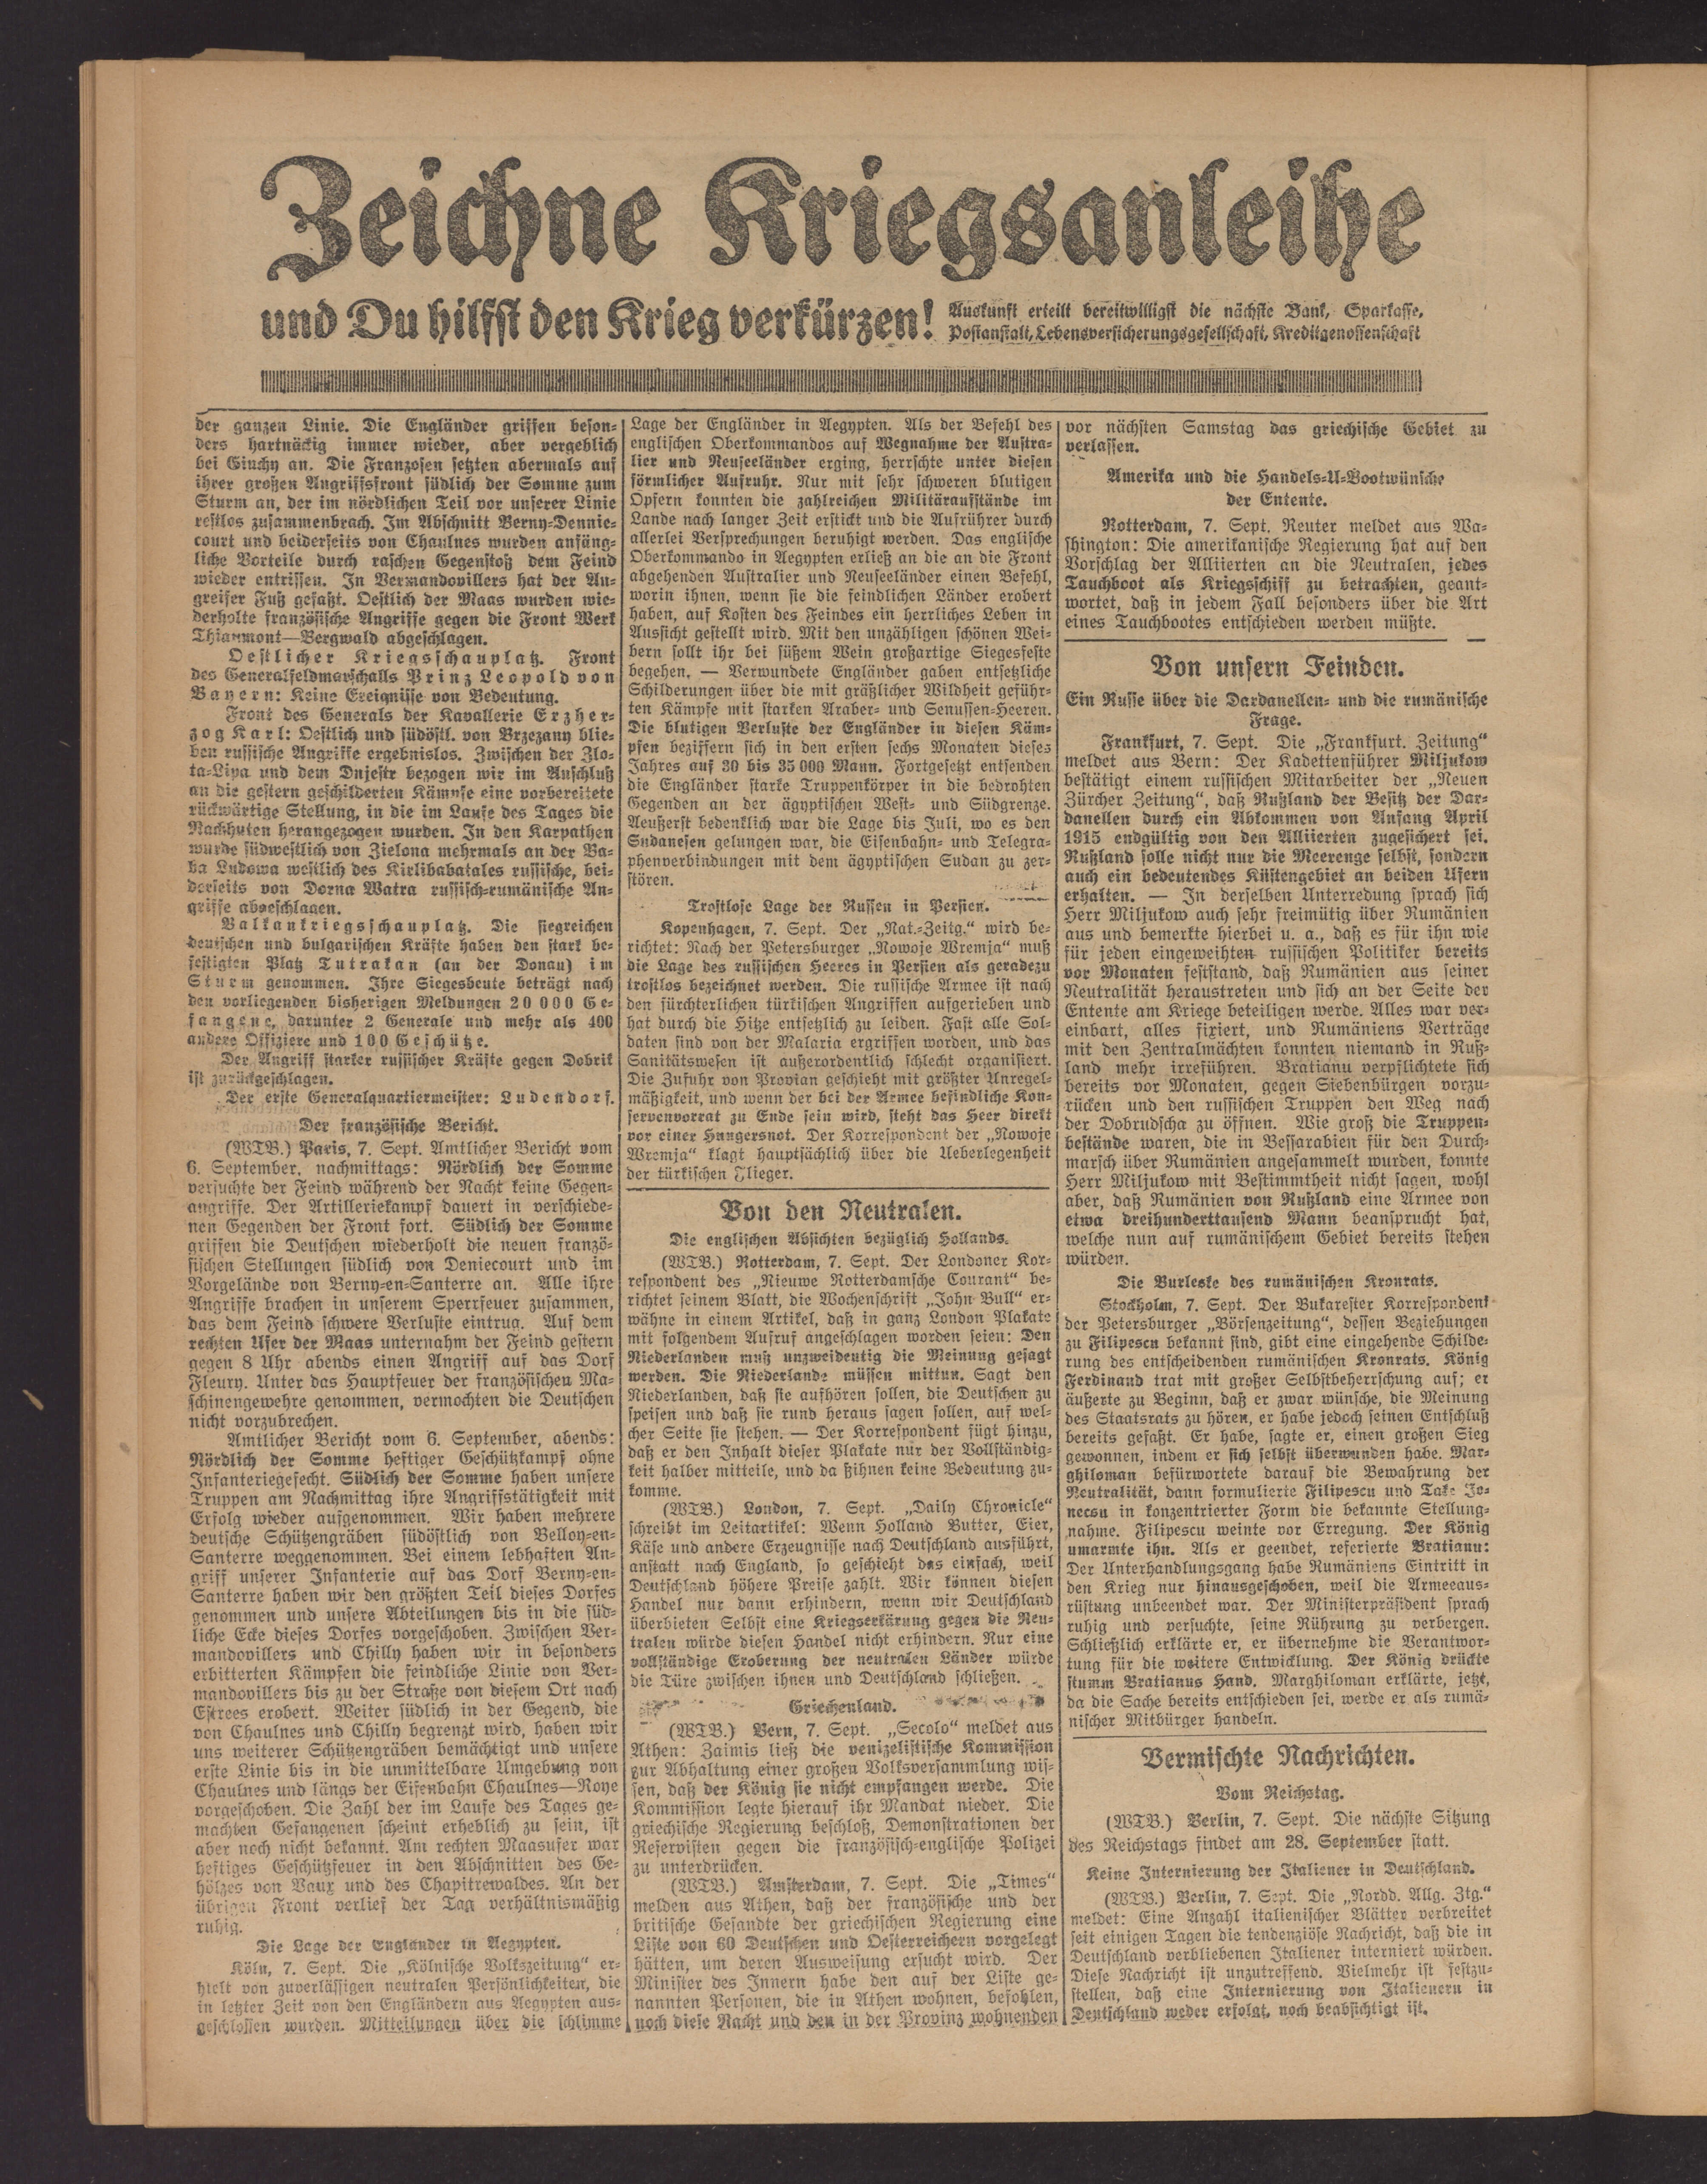 Zeichne Kriegsanleihe
und Du hilfst den Krieg verkürzen!
Auskunft erteilt bereitwilligst die nächste Bank, Sparkasse,
Postanstalt, Lebensversicherungsgesellschaft, Kreditgenossenschaft
der ganzen Linie. Die Engländer griffen beson-
ders hartnäckig immer wieder, aber vergeblich
bei Ginchy an. Die Franzosen setzten abermals auf
ihrer großen Angriffsfront südlich der Somme zum
Sturm an, der im nördlichen Teil vor unserer Linie
restlos zusammenbrach. Im Abschnitt Berny-Dennie-
court und beiderseits von Chaulnes wurden anfäng-
liche Vorteile durch raschen Gegenstoß dem Feind
wieder entrissen. In Vermandovillers hat der An-
greifer Fuß gefaßt. Oestlich der Maas wurden wie-
derholte französische Angriffe gegen die Front Werk
Thiaumont—Bergwald abgeschlagen.
Oestlicher Kriegsschauplatz. Front
des Generalfeldmarschalls Prinz Leopold von
Bayern: Keine Ereignisse von Bedeutung.
Front des Generals der Kavallerie Erzher-
zog Karl: Oestlich und südöstl. von Brzezany blie-
ben russische Angriffe ergebnislos. Zwischen der Zlo-
ta-Lipa und dem Dnjestr bezogen wir im Anschluß
an die gestern geschilderten Kämpfe eine vorbereitete
rückwärtige Stellung, in die im Laufe des Tages die
Nachhuten herangezogen wurden. In den Karpathen
wurde südwestlich von Zielona mehrmals an der Ba-
ba Ludowa westlich des Kirlibabatales russische, bei-
derseits von Dorna Watra russisch-rumänische An-
griffe abgeschlagen.
Balkankriegsschauplatz. Die siegreichen
deutschen und bulgarischen Kräfte haben den stark be-
festigten Platz Tutrakan (an der Donau) im
Sturm genommen. Ihre Siegesbeute beträgt nach
den vorliegenden bisherigen Meldungen 20 000 Ge-
fangene, darunter 2 Generale und mehr als 400
andere Offiziere und 100 Geschütze.
Der Angriff starker russischer Kräfte gegen Dobrik
ist zurückgeschlagen.
Der erste Generalquartiermeister: Ludendorf.
Der französische Bericht.
(WTB.) Paris, 7. Sept. Amtlicher Bericht vom
6. September, nachmittags: Nördlich der Somme
versuchte der Feind während der Nacht keine Gegen-
angriffe. Der Artilleriekampf dauert in verschiede-
nen Gegenden der Front fort. Südlich der Somme
griffen die Deutschen wiederholt die neuen franzö-
sischen Stellungen südlich von Deniecourt und im
Vorgelände von Berny-en-Santerre an. Alle ihre
Angriffe brachen in unserem Sperrfeuer zusammen,
das dem Feind schwere Verluste eintrug. Auf dem
rechten Ufer der Maas unternahm der Feind gestern
gegen 8 Uhr abends einen Angriff auf das Dorf
Fleury. Unter das Hauptfeuer der französischen Ma-
schinengewehre genommen, vermochten die Deutschen
nicht vorzubrechen.
Amtlicher Bericht vom 6. September, abends:
Nördlich der Somme heftiger Geschützkampf ohne
Infanteriegefecht. Südlich der Somme haben unsere
Truppen am Nachmittag ihre Angriffstätigkeit mit
Erfolg wieder aufgenommen. Wir haben mehrere
deutsche Schützengräben südöstlich von Belloy-en-
Santerre weggenommen. Bei einem lebhaften An-
griff unserer Infanterie auf das Dorf Berny-en-
Santerre haben wir den größten Teil dieses Dorfes
genommen und unsere Abteilungen bis in die süd-
liche Ecke dieses Dorfes vorgeschoben. Zwischen Ver-
mandovillers und Chilly haben wir in besonders
erbitterten Kämpfen die feindliche Linie von Ver-
mandovillers bis zu der Straße von diesem Ort nach
Estrees erobert. Weiter südlich in der Gegend, die
von Chaulnes und Chilly begrenzt wird, haben wir
uns weiterer Schützengräben bemächtigt und unsere
erste Linie bis in die unmittelbare Umgebung von
Chaulnes und längs der Eisenbahn Chaulnes—Roye
vorgeschoben. Die Zahl der im Laufe des Tages ge-
machten Gefangenen scheint erheblich zu sein, ist
aber noch nicht bekannt. Am rechten Maasufer war
heftiges Geschützfeuer in den Abschnitten des Ge-
hölzes von Vaux und des Chapitrewaldes. An der
übrigen Front verlief der Tag verhältnismäßig
ruhig.
Die Lage der Engländer in Aegypten.
Köln, 7. Sept. Die „Kölnische Volkszeitung“ er-
hielt von zuverlässigen neutralen Persönlichkeiten, die
in letzter Zeit von den Engländern aus Aegypten aus-
geschlossen wurden. Mitteilungen über die schlimme
Lage der Engländer in Aegypten. Als der Befehl des
englischen Oberkommandos auf Wegnahme der Austra-
lier und Neuseeländer erging, herrschte unter diesen
förmlicher Aufruhr. Nur mit sehr schweren blutigen
Opfern konnten die zahlreichen Militäraufstände im
Lande nach langer Zeit erstickt und die Aufrührer durch
allerlei Versprechungen beruhigt werden. Das englische
Oberkommando in Aegypten erließ an die an die Front
abgehenden Australier und Neuseeländer einen Befehl,
worin ihnen, wenn sie die feindlichen Länder erobert
haben, auf Kosten des Feindes ein herrliches Leben in
Aussicht gestellt wird. Mit den unzähligen schönen Wei-
bern sollt ihr bei süßem Wein großartige Siegesfeste
begehen. — Verwundete Engländer gaben entsetzliche
Schilderungen über die mit gräßlicher Wildheit geführ-
ten Kämpfe mit starken Araber- und Senussen-Heeren.
Die blutigen Verluste der Engländer in diesen Käm-
pfen beziffern sich in den ersten sechs Monaten dieses
Jahres auf 30 bis 35 000 Mann. Fortgesetzt entsenden
die Engländer starke Truppenkörper in die bedrohten
Gegenden an der ägyptischen West- und Südgrenze.
Aeußerst bedenklich war die Lage bis Juli, wo es den
Sudanesen gelungen war, die Eisenbahn- und Telegra-
phenverbindungen mit dem ägyptischen Sudan zu zer-
stören.
Trostlose Lage der Russen in Persien.
Kopenhagen, 7. Sept. Der „Nat.-Zeitg.“ wird be-
richtet: Nach der Petersburger „Nowoje Wremja“ muß
die Lage des russischen Heeres in Persien als geradezu
trostlos bezeichnet werden. Die russische Armee ist nach
den fürchterlichen türkischen Angriffen aufgerieben und
hat durch die Hitze entsetzlich zu leiden. Fast alle Sol-
daten sind von der Malaria ergriffen worden, und das
Sanitätswesen ist außerordentlich schlecht organisiert.
Die Zufuhr von Provian geschieht mit größter Unregel-
mäßigkeit, und wenn der bei der Armee befindliche Kon-
servenvorrat zu Ende sein wird, steht das Heer direkt
vor einer Hungersnot. Der Korrespondent der „Nowoje
Wremja“ klagt hauptsächlich über die Ueberlegenheit
der türkischen Flieger.
Von den Neutralen.
Die englischen Absichten bezüglich Hollands.
(WTB.) Rotterdam, 7. Sept. Der Londoner Kor-
respondent des „Nieuwe Rotterdamsche Courant“ be-
richtet seinem Blatt, die Wochenschrift „John Bull“ er-
wähne in einem Artikel, daß in ganz London Plakate
mit folgendem Aufruf angeschlagen worden seien: Den
Niederlanden muß unzweideutig die Meinung gesagt
werden. Die Niederlande müssen mittun. Sagt den
Niederlanden, daß sie aufhören sollen, die Deutschen zu
speisen und daß sie rund heraus sagen sollen, auf wel-
cher Seite sie stehen. — Der Korrespondent fügt hinzu,
daß er den Inhalt dieser Plakate nur der Vollständig-
keit halber mitteile, und da ßihnen keine Bedeutung zu-
komme.
(WTB.) London, 7. Sept. „Daily Chronicle“
schreibt im Leitartikel: Wenn Holland Butter, Eier,
Käse und andere Erzeugnisse nach Deutschland ausführt,
anstatt nach England, so geschieht das einfach, weil
Deutschland höhere Preise zahlt. Wir können diesen
Handel nur dann erhindern, wenn wir Deutschland
überbieten Selbst eine Kriegserkärung gegen die Neu-
tralen würde diesen Handel nicht erhindern. Nur eine
vollständige Eroberung der neutralen Länder würde
die Türe zwischen ihnen und Deutschland schließen.
Griechenland.
(WTB.) Bern, 7. Sept. „Secolo“ meldet aus
Athen: Zaimis ließ die venizelistische Kommission
zur Abhaltung einer großen Volksversammlung wis-
sen, daß der König sie nicht empfangen werde. Die
Kommission legte hierauf ihr Mandat nieder. Die
griechische Regierung beschloß, Demonstrationen der
Reservisten gegen die französisch-englische Polizei
zu unterdrücken.
(WTB.) Amsterdam, 7. Sept. Die „Times“
melden aus Athen, daß der französische und der
britische Gesandte der griechischen Regierung eine
Liste von 60 Deutschen und Oesterreichern vorgelegt
hätten, um deren Ausweisung ersucht wird. Der
Minister des Innern habe den auf der Liste ge-
nannten Personen, die in Athen wohnen, befohlen,
noch diese Nacht und den in der Provinz wohnenden
vor nächsten Samstag das griechische Gebiet zu
verlassen.
Amerika und die Handels-U-Bootwünsche
der Entente.
Rotterdam, 7. Sept. Reuter meldet aus Wa-
shington: Die amerikanische Regierung hat auf den
Vorschlag der Alliierten an die Neutralen, jedes
Tauchboot als Kriegsschiff zu betrachten, geant-
wortet, daß in jedem Fall besonders über die Art
eines Tauchbootes entschieden werden müßte.
Von unsern Feinden.
Ein Russe über die Dardanellen- und die rumänische
Frage.
Frankfurt, 7. Sept. Die „Frankfurt. Zeitung“
meldet aus Bern: Der Kadettenführer Miljukow
bestätigt einem russischen Mitarbeiter der „Neuen
Zürcher Zeitung“, daß Rußland der Besitz der Dar-
danellen durch ein Abkommen von Anfang April
1915 endgültig von den Alliierten zugesichert sei.
Rußland solle nicht nur die Meerenge selbst, sondern
auch ein bedeutendes Küstengebiet an beiden Ufern
erhalten. — In derselben Unterredung sprach sich
Herr Miljukow auch sehr freimütig über Rumänien
aus und bemerkte hierbei u. a., daß es für ihn wie
für jeden eingeweihten russischen Politiker bereits
vor Monaten feststand, daß Rumänien aus seiner
Neutralität heraustreten und sich an der Seite der
Entente am Kriege beteiligen werde. Alles war ver-
einbart, alles fixiert, und Rumäniens Verträge
mit den Zentralmächten konnten niemand in Ruß-
land mehr irreführen. Bratianu verpflichtete sich
bereits vor Monaten, gegen Siebenbürgen vorzu-
rücken und den russischen Truppen den Weg nach
der Dobrudscha zu öffnen. Wie groß die Truppen-
bestände waren, die in Bessarabien für den Durch-
marsch über Rumänien angesammelt wurden, konnte
Herr Miljukow mit Bestimmtheit nicht sagen, wohl
aber, daß Rumänien von Rußland eine Armee von
etwa dreihunderttausend Mann beansprucht hat,
welche nun auf rumänischem Gebiet bereits stehen
würden.
Die Burleske des rumänischen Kronrats.
Stockholm, 7. Sept. Der Bukarester Korrespondent
der Petersburger „Börsenzeitung“, dessen Beziehungen
zu Filipescu bekannt sind, gibt eine eingehende Schilde-
rung des entscheidenden rumänischen Kronrats. König
Ferdinand trat mit großer Selbstbeherrschung auf; er
äußerte zu Beginn, daß er zwar wünsche, die Meinung
des Staatsrats zu hören, er habe jedoch seinen Entschluß
bereits gefaßt. Er habe, sagte er, einen großen Sieg
gewonnen, indem er sich selbst überwunden habe. Mar-
ghiloman befürwortete darauf die Bewahrung der
Neutralität, dann formulierte Filipescu und Take Jo-
necsu in konzentrierter Form die bekannte Stellung-
nahme. Filipescu weinte vor Erregung. Der König
umarmte ihn. Als er geendet, referierte Bratianu:
Der Unterhandlungsgang habe Rumäniens Eintritt in
den Krieg nur hinausgeschoben, weil die Armeeaus-
rüstung unbeendet war. Der Ministerpräsident sprach
ruhig und versuchte, seine Rührung zu verbergen.
Schließlich erklärte er, er übernehme die Verantwor-
tung für die weitere Entwicklung. Der König drückte
stumm Bratianus Hand. Marghiloman erklärte, jetzt,
da die Sache bereits entschieden sei, werde er als rumä-
nischer Mitbürger handeln.
Vermischte Nachrichten.
Vom Reichstag.
(WTB.) Berlin, 7. Sept. Die nächste Sitzung
des Reichstags findet am 28. September statt.
Keine Internierung der Italiener in Deutschland.
(WTB.) Berlin, 7. Sept. Die „Nordd. Allg. Ztg.“
meldet: Eine Anzahl italienischer Blätter verbreitet
seit einigen Tagen die tendenziöse Nachricht, daß die in
Deutschland verbliebenen Italiener interniert würden.
Diese Nachricht ist unzutreffend. Vielmehr ist festzu-
stellen, daß eine Internierung von Italienern in
Deutschland weder erfolgt, noch beabsichtigt ist.